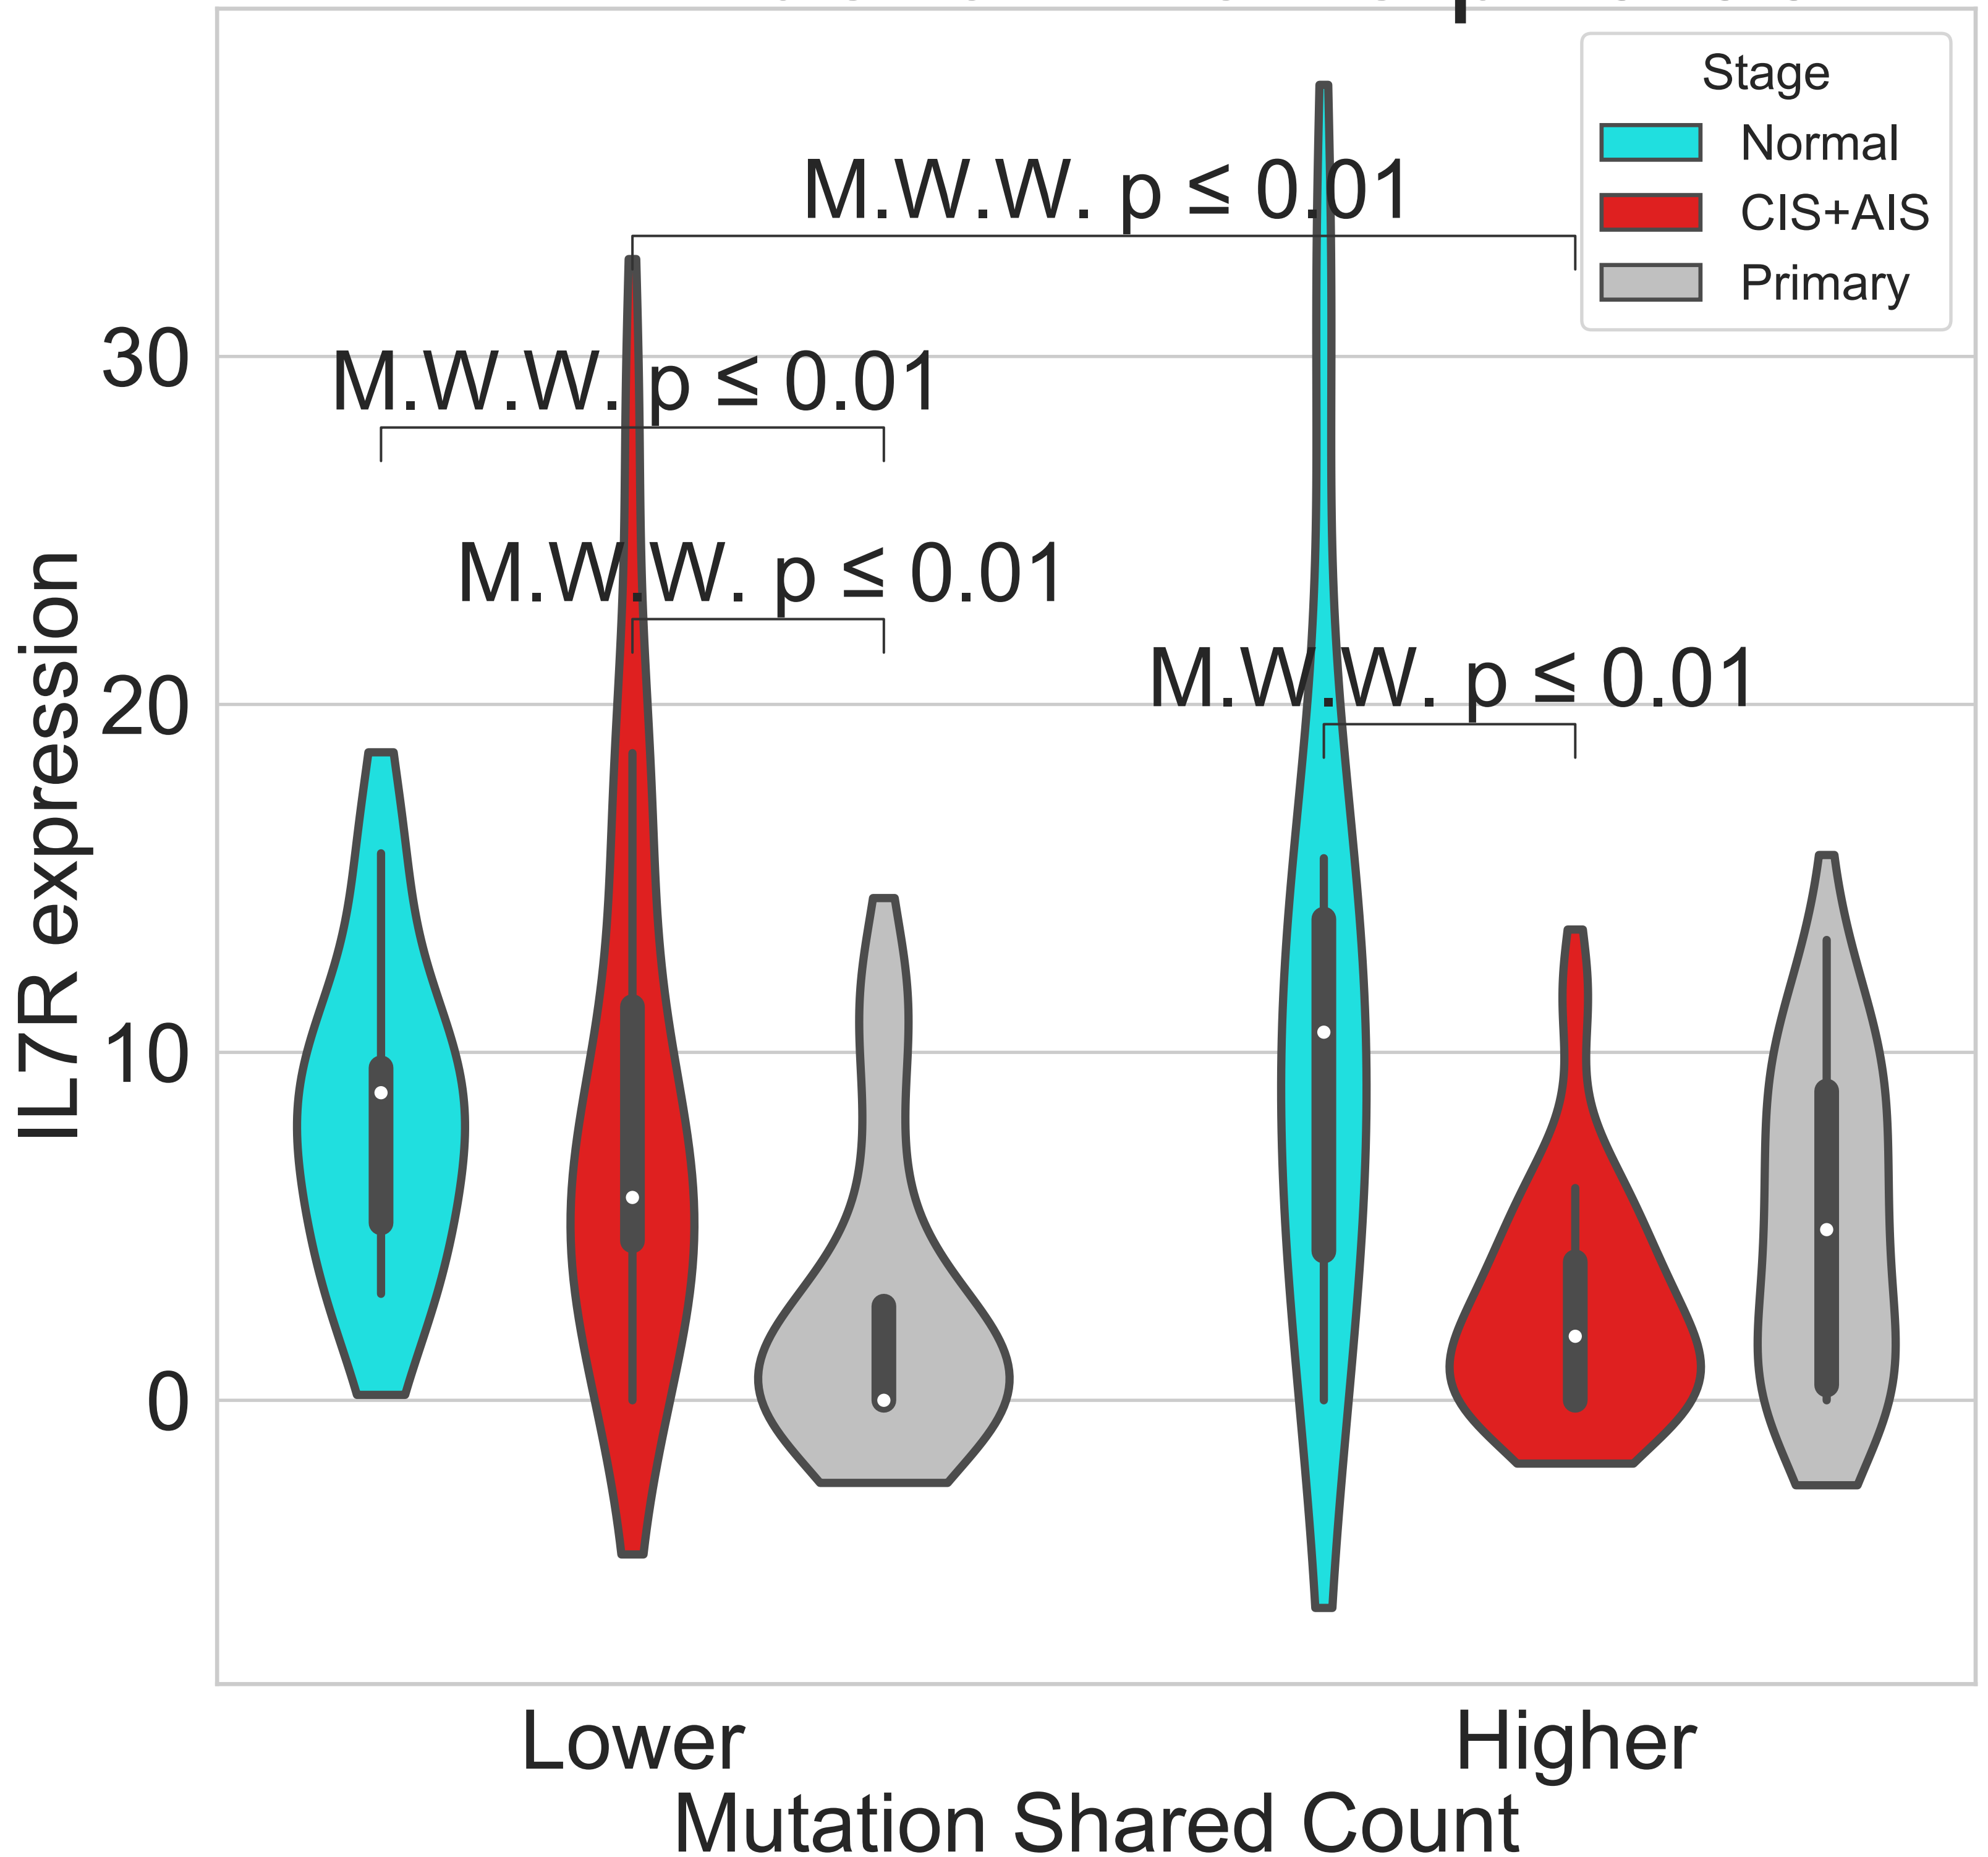 Stage
Normal
CIS+AIS
Primary
M.W.W. p ≤ 0.01
M.W.W. p ≤ 0.01
M.W.W. p ≤ 0.01
M.W.W. p ≤ 0.01
30
20
10
0
IL7R expression
Lower
Higher
Mutation Shared Count